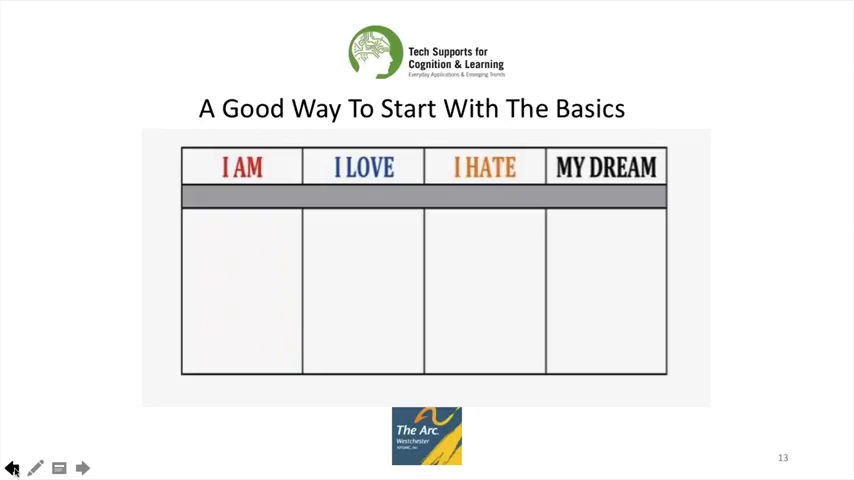 Tech Supports for
Cognition & Learning
Everyday Applications & Emerging Trends
A Good Way To Start With The Basics
I AM I LOVE I HATE MY DREAM
The Arc.
Westchester
13